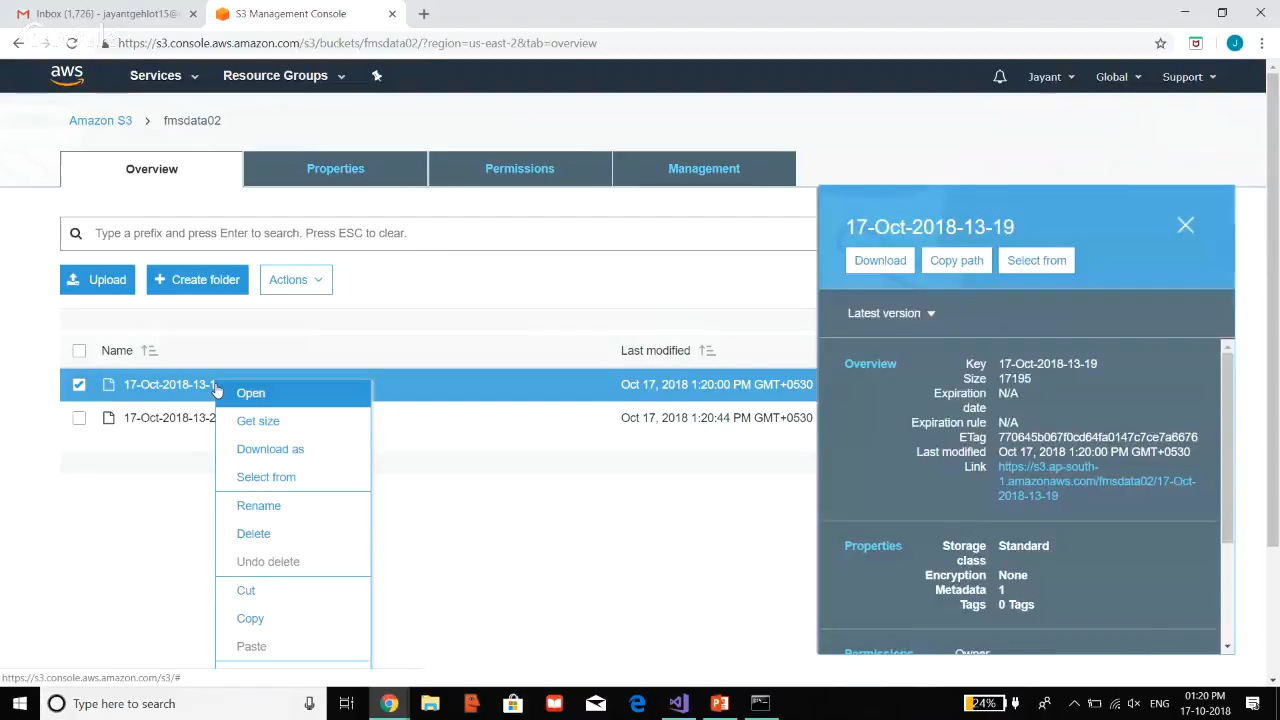 Inbox (1,726) - jayantgehlot15@
S3 Management Console
https://s3.console.aws.amazon.com/s3/buckets/fmsdata02/?region=us-east-2&tab=overview
aws
Services
Resource Groups
Jayant
Global
Support
Amazon S3 > fmsdata02
Overview
Properties
Permissions
Management
Type a prefix and press Enter to search. Press ESC to clear.
Upload
+ Create folder
Actions
Name
Last modified
17-Oct-2018-13-1
Oct 17, 2018 1:20:00 PM GMT+0530
17-Oct-2018-13-2
Oct 17, 2018 1:20:44 PM GMT+0530
Open
Get size
Download as
Select from
Rename
Delete
Undo delete
Cut
Copy
Paste
17-Oct-2018-13-19
Download
Copy path
Select from
Latest version
Overview
Key 17-Oct-2018-13-19
Size 17195
Expiration N/A
date
Expiration rule N/A
ETag 770645b067f0cd64fa0147c7ce7a6676
Last modified Oct 17, 2018 1:20:00 PM GMT+0530
Link https://s3.ap-south-
1.amazonaws.com/fmsdata02/17-Oct-
2018-13-19
Properties
Storage Standard
class
Encryption None
Metadata 1
Tags 0 Tags
Permissions
Owner
https://s3.console.aws.amazon.com/s3/#
Type here to search
24%
ENG
01:20 PM
17-10-2018
J